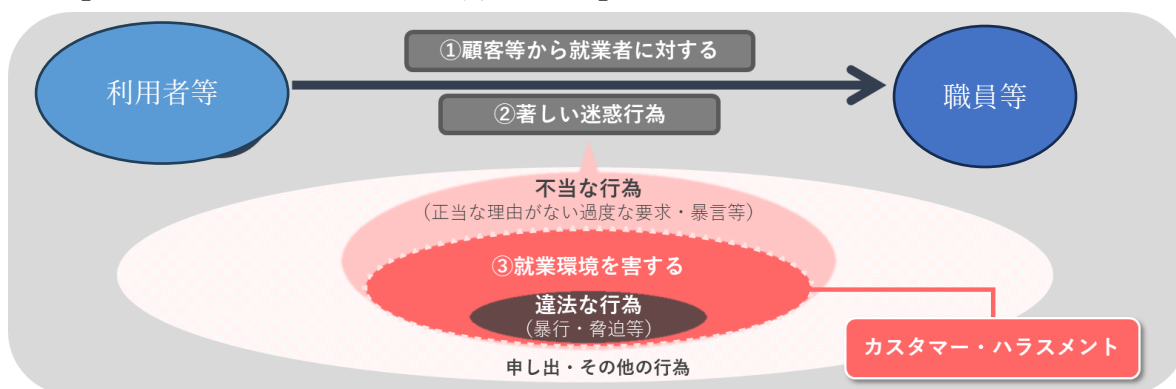 ①顧客等から就業者に対する
利用者等
職員等
②著しい迷惑行為
不当な行為
（正当な理由がない過度な要求・暴言等）
③就業環境を害する
違法な行為
（暴行・脅迫等）
カスタマー・ハラスメント
申し出・その他の行為